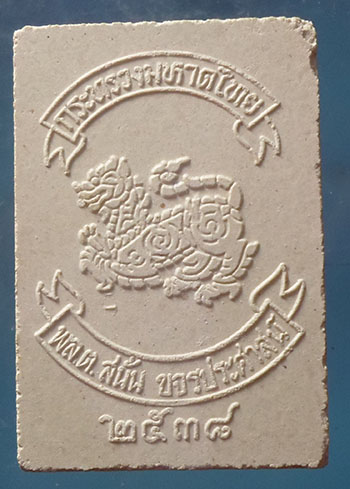 กระทรวงมหาดไทย
พล.ต. สนั่น ขจรประศาสน์
๒๕๓๘